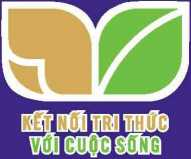 KẾT NỐI TRI THỨC
VỚI CUỘC SỐNG